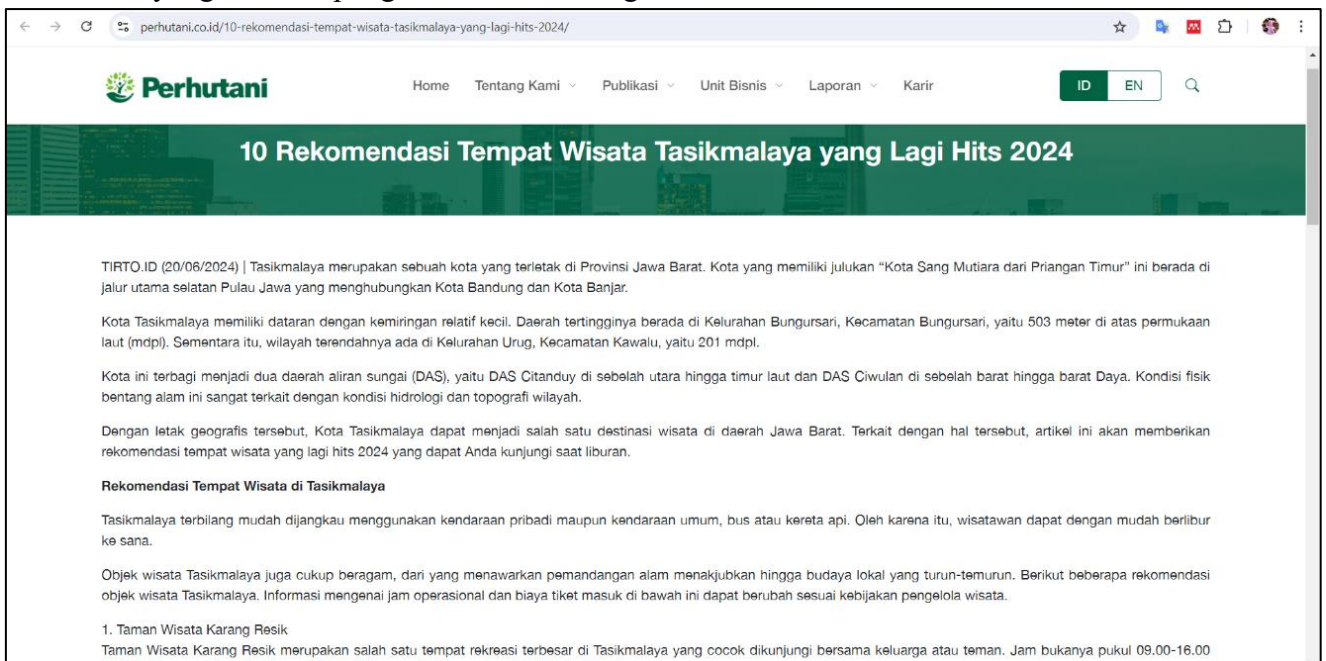 perhutani.co.id/10-rekomendasi-tempat-wisata-tasikmalaya-yang-lagi-hits-2024/
Perhutani
Home Tentang Kami Publikasi Unit Bisnis Laporan Karir ID EN
10 Rekomendasi Tempat Wisata Tasikmalaya yang Lagi Hits 2024
TIRTO.ID (20/06/2024) | Tasikmalaya merupakan sebuah kota yang terletak di Provinsi Jawa Barat. Kota yang memiliki julukan “Kota Sang Mutiara dari Priangan Timur” ini berada di
jalur utama selatan Pulau Jawa yang menghubungkan Kota Bandung dan Kota Banjar.
Kota Tasikmalaya memiliki dataran dengan kemiringan relatif kecil. Daerah tertingginya berada di Kelurahan Bungursari, Kecamatan Bungursari, yaitu 503 meter di atas permukaan
laut (mdpl). Sementara itu, wilayah terendahnya ada di Kelurahan Urug, Kecamatan Kawalu, yaitu 201 mdpl.
Kota ini terbagi menjadi dua daerah aliran sungai (DAS), yaitu DAS Citanduy di sebelah utara hingga timur laut dan DAS Ciwulan di sebelah barat hingga barat Daya. Kondisi fisik
bentang alam ini sangat terkait dengan kondisi hidrologi dan topografi wilayah.
Dengan letak geografis tersebut, Kota Tasikmalaya dapat menjadi salah satu destinasi wisata di daerah Jawa Barat. Terkait dengan hal tersebut, artikel ini akan memberikan
rekomendasi tempat wisata yang lagi hits 2024 yang dapat Anda kunjungi saat liburan.
Rekomendasi Tempat Wisata di Tasikmalaya
Tasikmalaya terbilang mudah dijangkau menggunakan kendaraan pribadi maupun kendaraan umum, bus atau kereta api. Oleh karena itu, wisatawan dapat dengan mudah berlibur
ke sana.
Objek wisata Tasikmalaya juga cukup beragam, dari yang menawarkan pemandangan alam menakjubkan hingga budaya lokal yang turun-temurun. Berikut beberapa rekomendasi
objek wisata Tasikmalaya. Informasi mengenai jam operasional dan biaya tiket masuk di bawah ini dapat berubah sesuai kebijakan pengelola wisata.
1. Taman Wisata Karang Resik
Taman Wisata Karang Resik merupakan salah satu tempat rekreasi terbesar di Tasikmalaya yang cocok dikunjungi bersama keluarga atau teman. Jam bukanya pukul 09.00-16.00